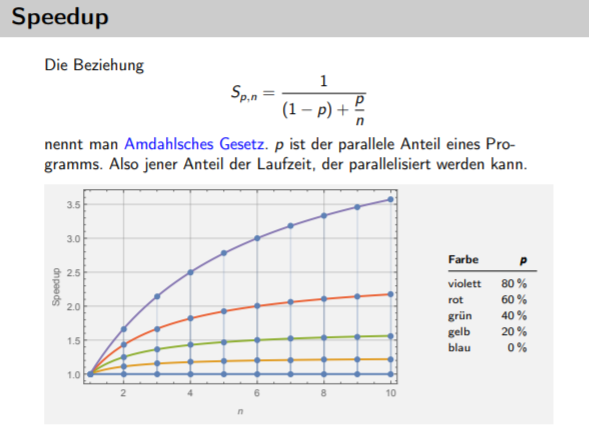 Speedup
Die Beziehung
S_{p,n} = \frac{1}{(1 − p) + \frac{p}{n}}
nennt man Amdahlsches Gesetz. p ist der parallele Anteil eines Pro-
gramms. Also jener Anteil der Laufzeit, der parallelisiert werden kann.
3.5
3.0
2.5
2.0
1.5
1.0
Speedup
2 4 6 8 10
n
Farbe p
violett 80 %
rot 60 %
grün 40 %
gelb 20 %
blau 0 %